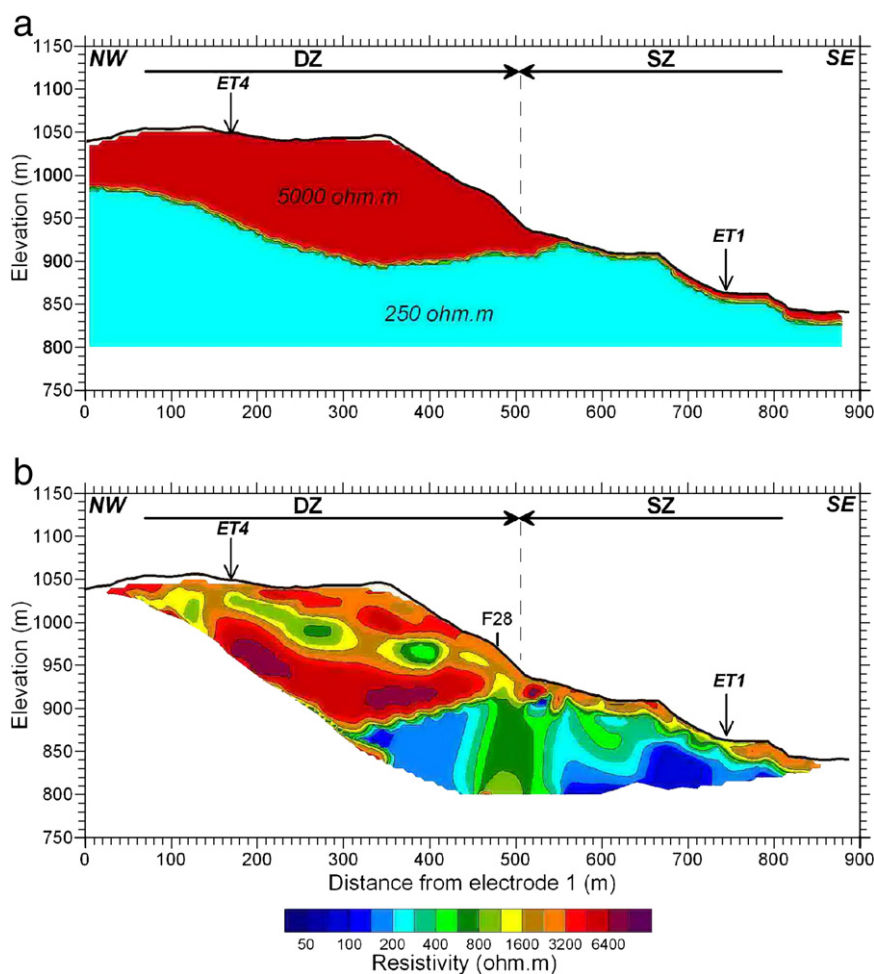 a
1150
NW DZ SZ SE
1100
ET4
1050
1000
5000 ohm.m
950
ET1
900
850
250 ohm.m
800
750
Elevation (m)
0 100 200 300 400 500 600 700 800 900
b
1150
NW DZ SZ SE
1100
ET4
1050
1000
F28
950
ET1
900
850
800
750
Elevation (m)
0 100 200 300 400 500 600 700 800 900
Distance from electrode 1 (m)
50 100 200 400 800 1600 3200 6400
Resistivity (ohm.m)